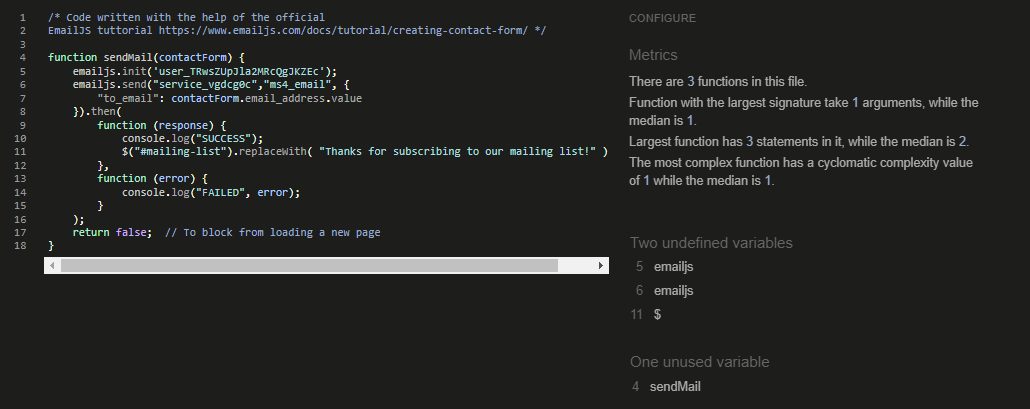 1 /* Code written with the help of the official
2 EmailJS tuttorial https://www.emailjs.com/docs/tutorial/creating-contact-form/ */
3
4 function sendMail(contactForm) {
5 emailjs.init('user_TRwsZUpJla2MRcQgJKZEc');
6 emailjs.send("service_vgdcg0c","ms4_email", {
7 "to_email": contactForm.email_address.value
8 }).then(
9 function (response) {
10 console.log("SUCCESS");
11 $("#mailing-list").replaceWith( "Thanks for subscribing to our mailing list!" )
12 },
13 function (error) {
14 console.log("FAILED", error);
15 }
16 );
17 return false;  // To block from loading a new page
18 }
CONFIGURE
Metrics
There are 3 functions in this file.
Function with the largest signature take 1 arguments, while the
median is 1.
Largest function has 3 statements in it, while the median is 2.
The most complex function has a cyclomatic complexity value
of 1 while the median is 1.
Two undefined variables
5 emailjs
6 emailjs
11 $
One unused variable
4 sendMail